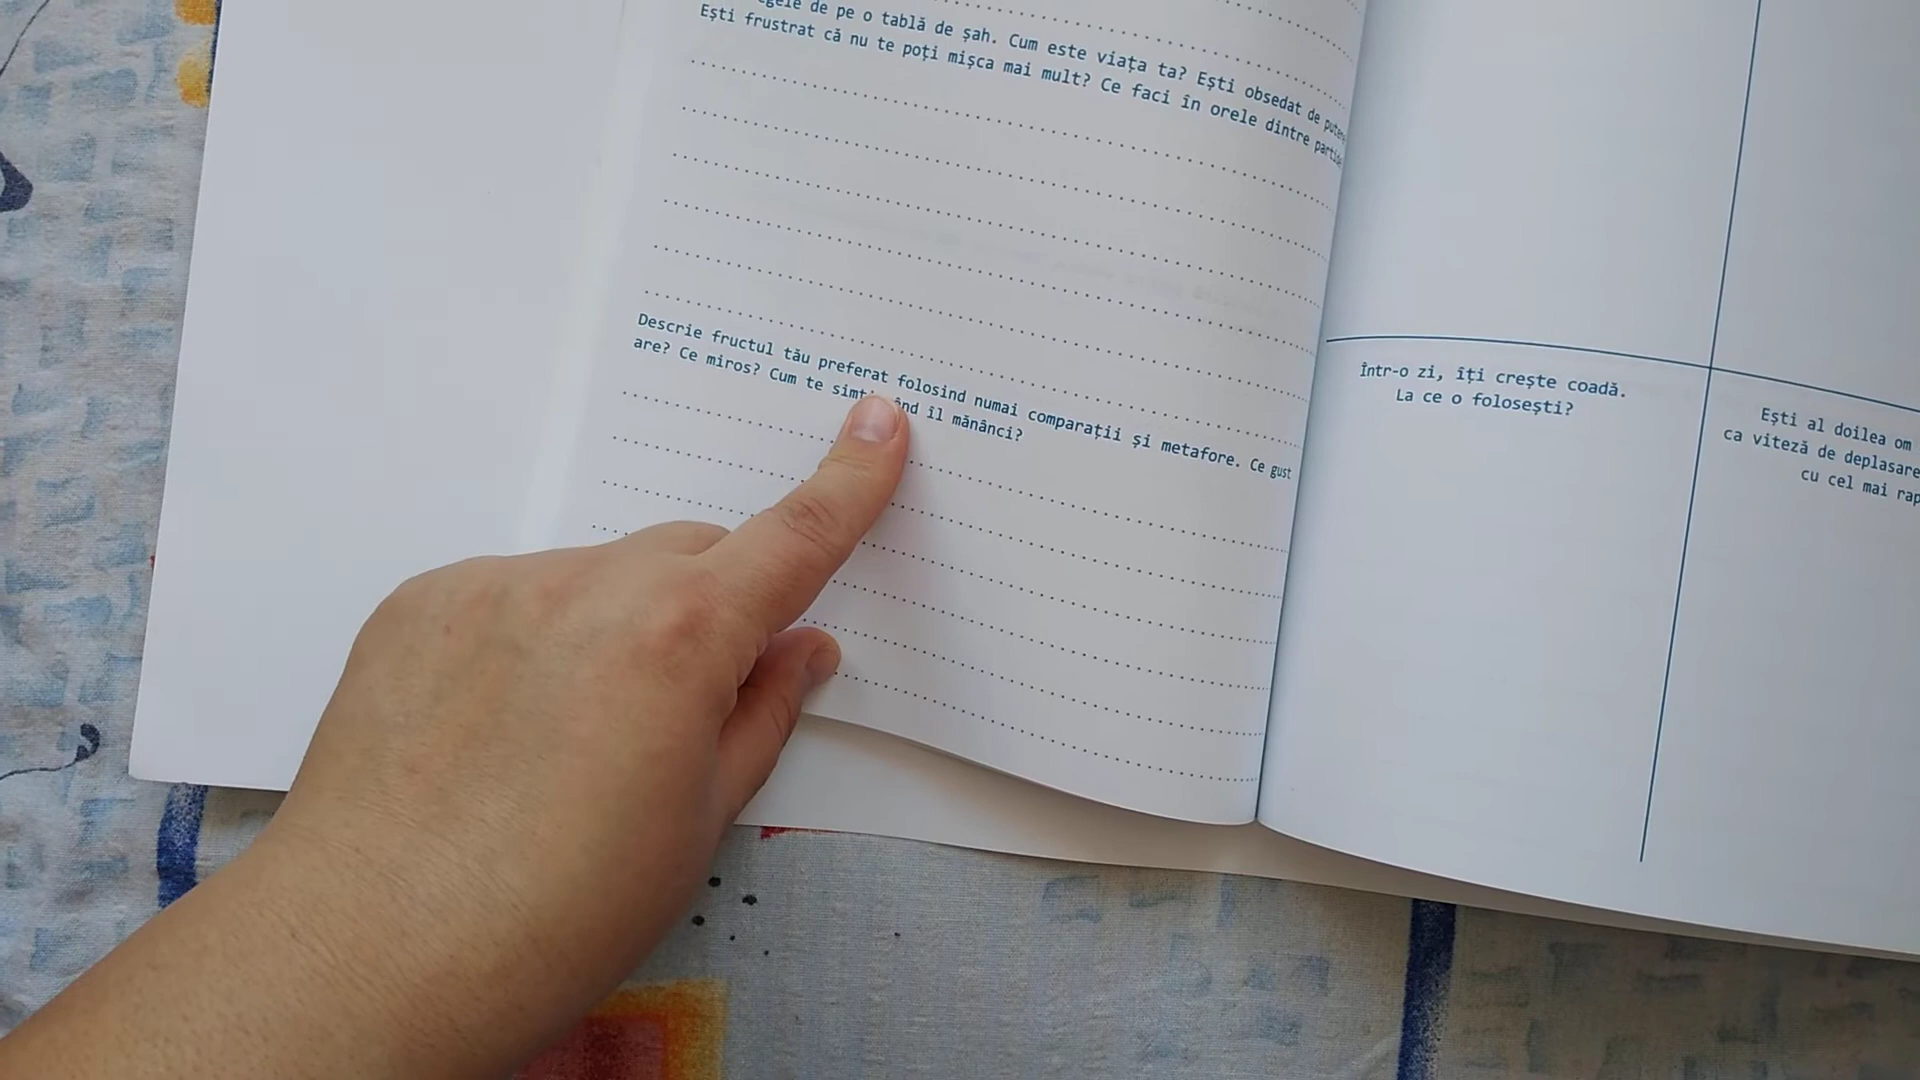 de pe o tablă de șah. Cum este viața ta? Ești obsedat de
Ești frustrat că nu te poți mișca mai mult? Ce faci în orele dintre
Descrie fructul tău preferat folosind numai comparații și metafore. Ce gust
are? Ce miros? Cum te când îl mănânci?
Într-o zi, îți crește coadă.
La ce o folosești?
Ești al doilea om
ca viteză de deplasare
cu cel mai